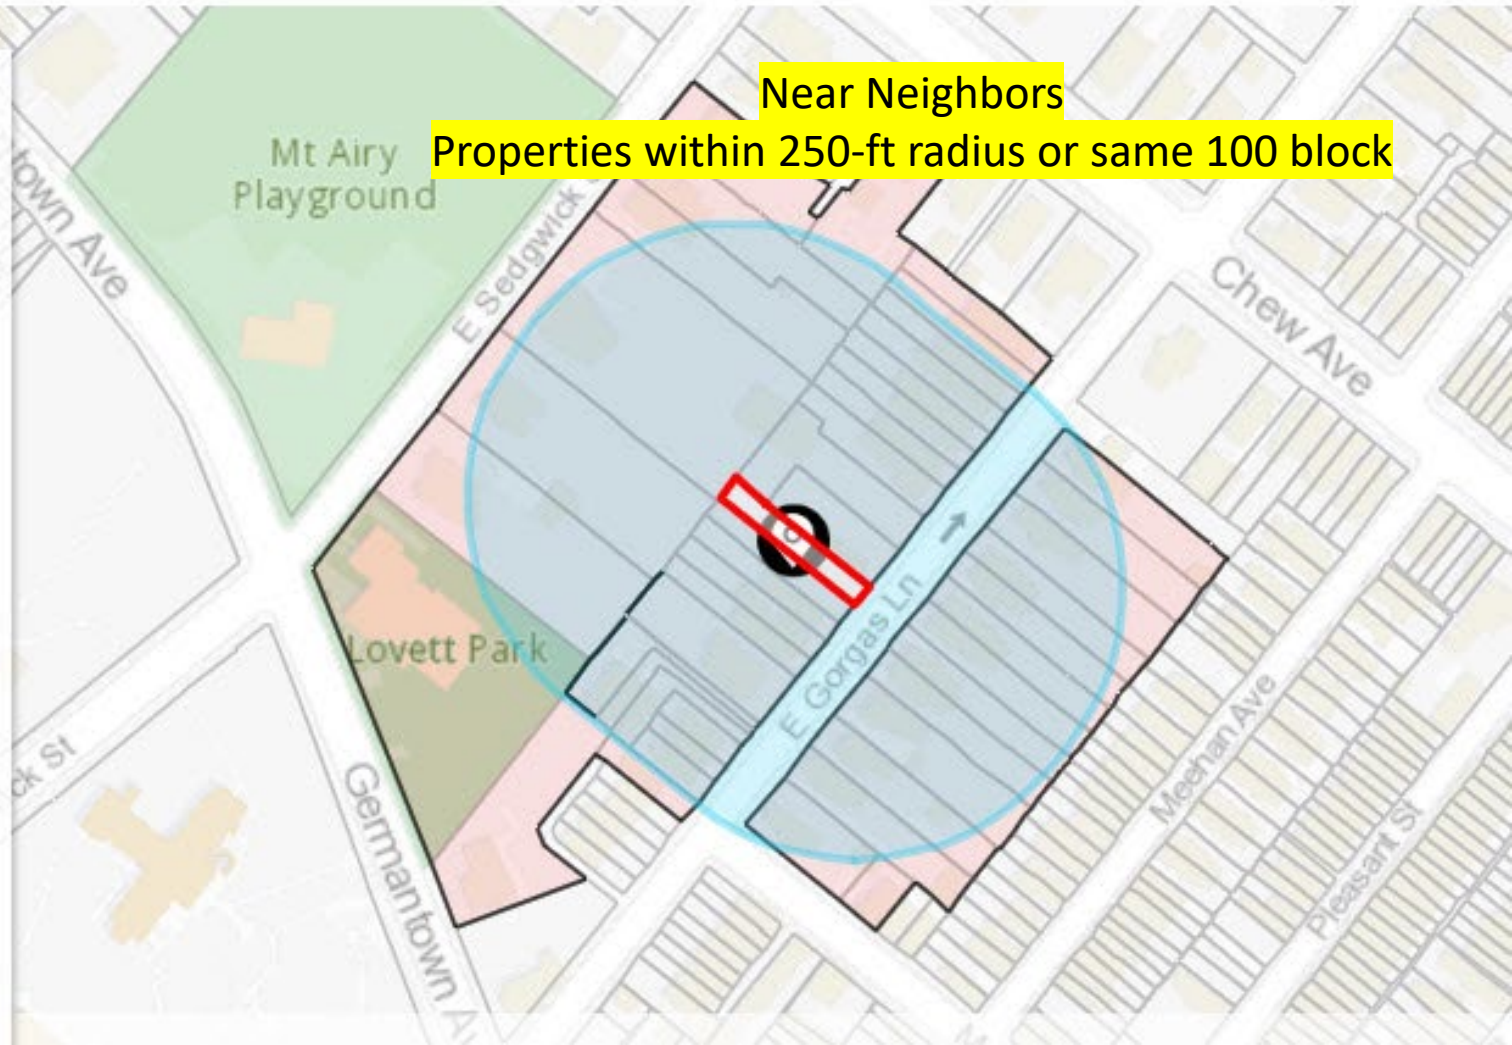 Near Neighbors
Properties within 250-ft radius or same 100 block
Mt Airy
Playground
town Ave
E Sedgwick
Chew Ave
E Gorgas Ln
Lovett Park
ck St
Germantown A
Meehan Ave
Pleasant St